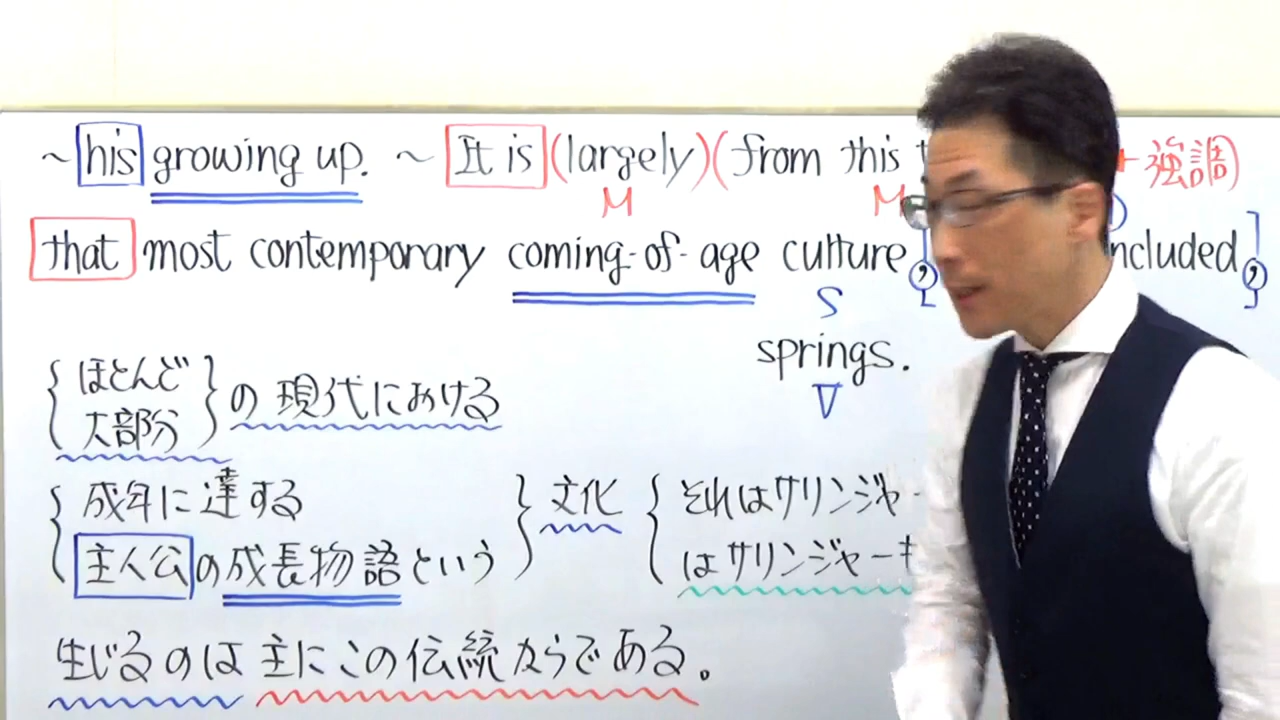 ~ his growing up. ~ It is (largely) (from this 強調)
M M
that most contemporary coming-of-age culture, included,
S
springs.
V
{ほとんど 大部分} の現代における
{成年に達する 主人公の成長物語という} 文化 {それはサリンジャー はサリンジャーキ
生じるのは主にこの伝統からである。